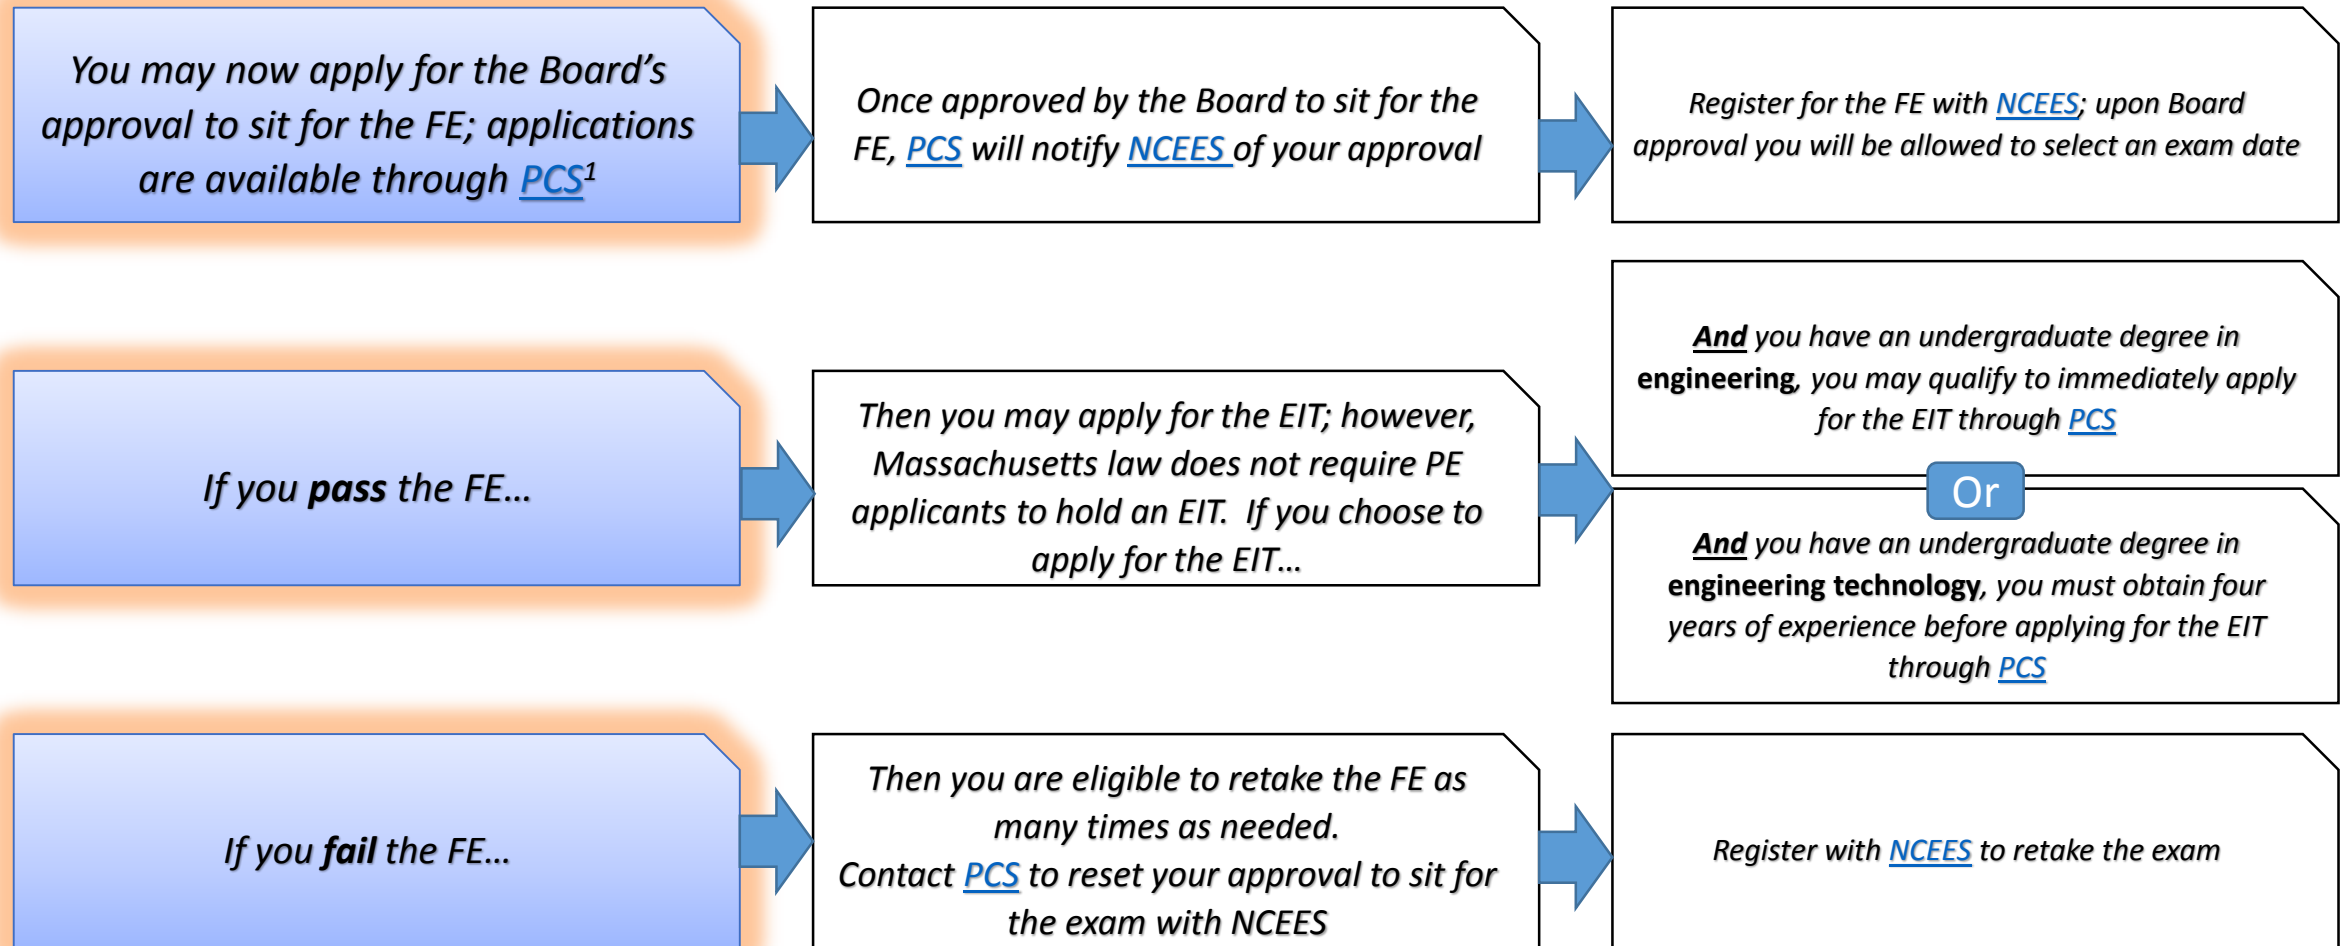 You may now apply for the Board’s
approval to sit for the FE; applications
are available through PCS1
Once approved by the Board to sit for the
FE, PCS will notify NCEES of your approval
Register for the FE with NCEES; upon Board
approval you will be allowed to select an exam date
If you pass the FE…
Then you may apply for the EIT; however,
Massachusetts law does not require PE
applicants to hold an EIT.  If you choose to
apply for the EIT…
And you have an undergraduate degree in
engineering, you may qualify to immediately apply
for the EIT through PCS
Or
And you have an undergraduate degree in
engineering technology, you must obtain four
years of experience before applying for the EIT
through PCS
If you fail the FE…
Then you are eligible to retake the FE as
many times as needed.
Contact PCS to reset your approval to sit for
the exam with NCEES
Register with NCEES to retake the exam